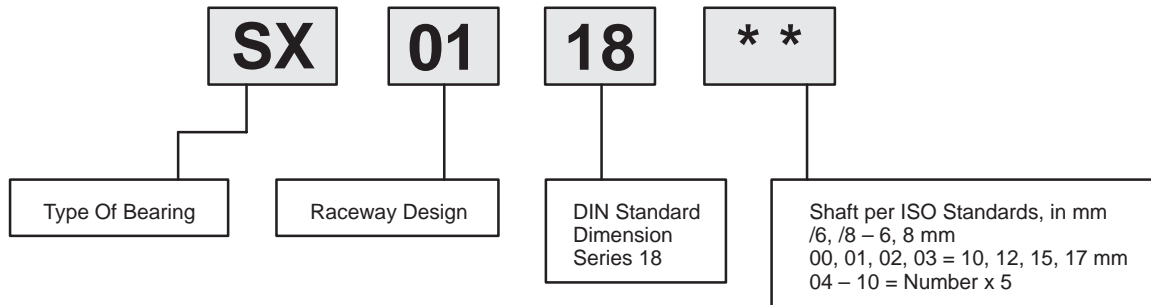 SX 01 18 * *
Type Of Bearing
Raceway Design
DIN Standard
Dimension
Series 18
Shaft per ISO Standards, in mm
/6, /8 – 6, 8 mm
00, 01, 02, 03 = 10, 12, 15, 17 mm
04 – 10 = Number x 5